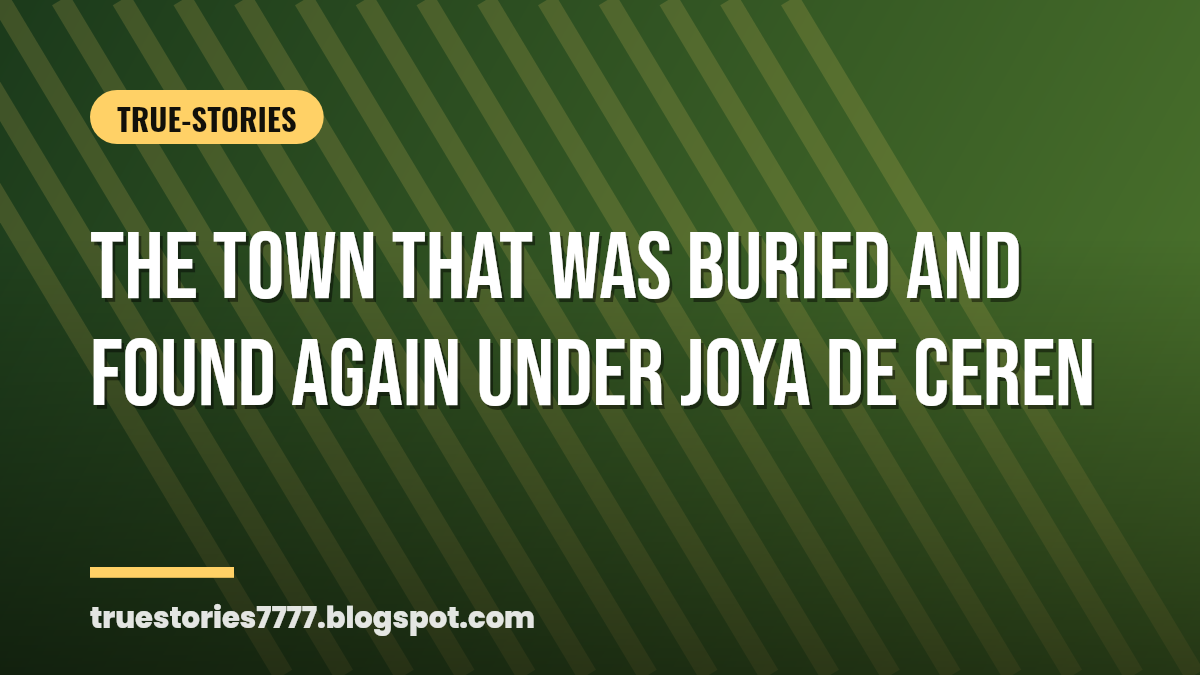 TRUE-STORIES
THE TOWN THAT WAS BURIED AND
FOUND AGAIN UNDER JOYA DE CEREN
truestories7777.blogspot.com